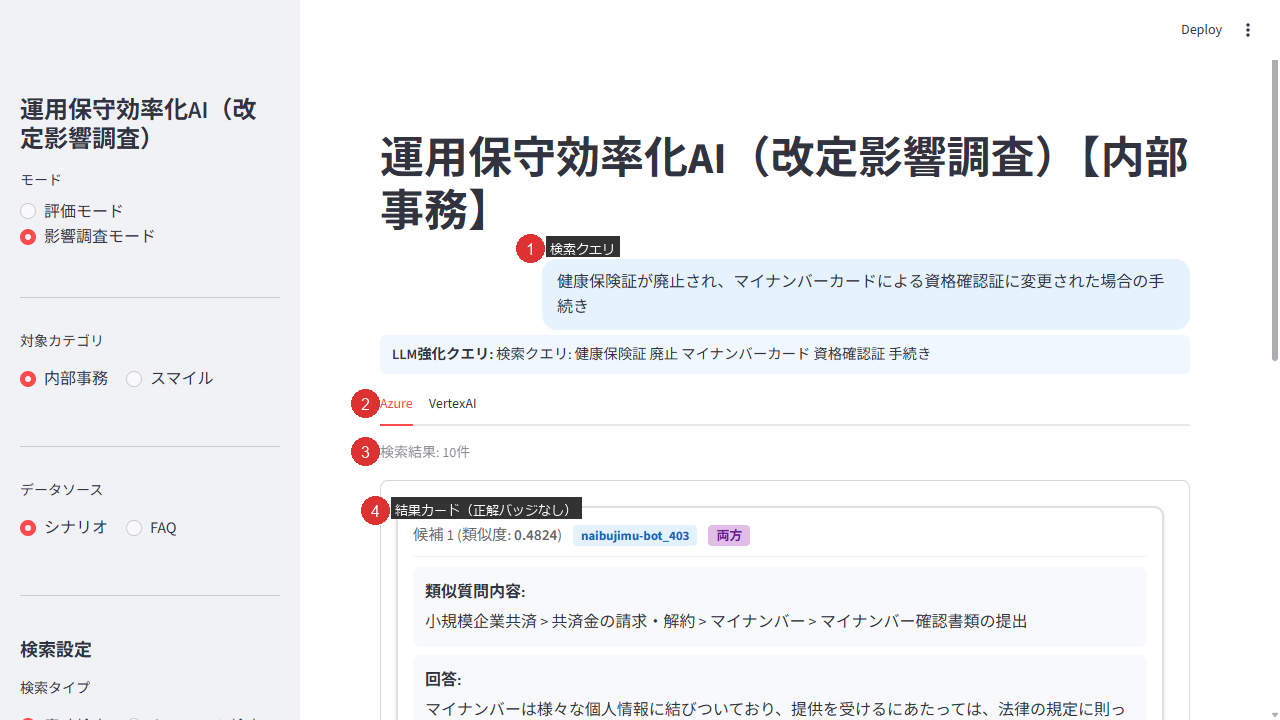 Deploy
運用保守効率化AI（改
定影響調査）
モード
評価モード
影響調査モード
対象カテゴリ
内部事務 スマイル
データソース
シナリオ FAQ
検索設定
検索タイプ
運用保守効率化AI（改定影響調査）【内部
事務】
1 検索クエリ
健康保険証が廃止され、マイナンバーカードによる資格確認証に変更された場合の手
続き
LLM強化クエリ: 検索クエリ: 健康保険証 廃止 マイナンバーカード 資格確認証 手続き
2 Azure VertexAI
3 検索結果: 10件
4 結果カード（正解バッジなし）
候補 1 (類似度: 0.4824) naibujimu-bot_403 両方
類似質問内容:
小規模企業共済 > 共済金の請求・解約 > マイナンバー > マイナンバー確認書類の提出
回答:
マイナンバーは様々な個人情報に結びついており、提供を受けるにあたっては、法律の規定に則っ